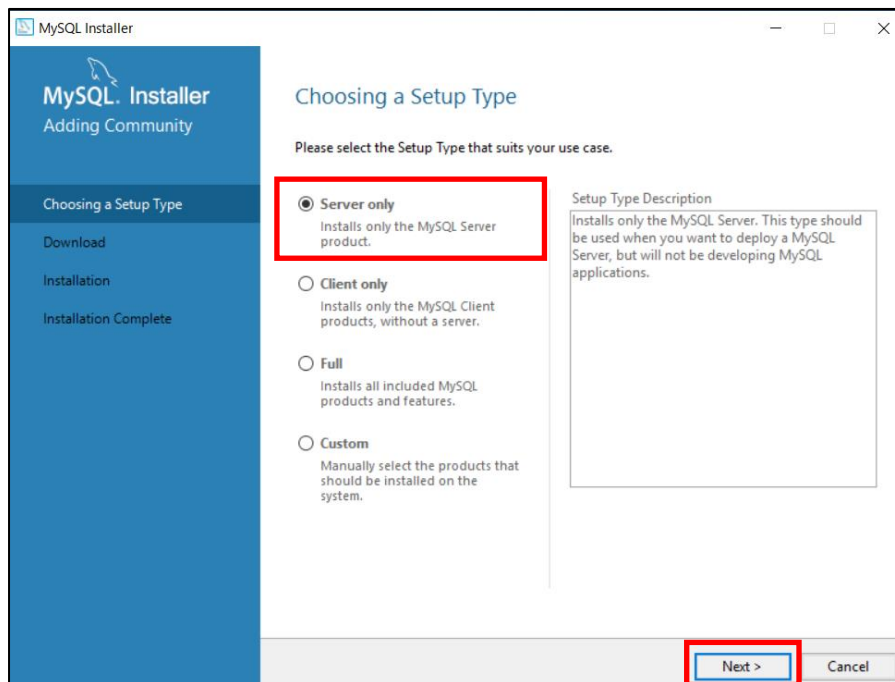 MySQL Installer
MySQL. Installer
Adding Community
Choosing a Setup Type
Download
Installation
Installation Complete
Choosing a Setup Type
Please select the Setup Type that suits your use case.
Server only
Installs only the MySQL Server
product.
Client only
Installs only the MySQL Client
products, without a server.
Full
Installs all included MySQL
products and features.
Custom
Manually select the products that
should be installed on the
system.
Setup Type Description
Installs only the MySQL Server. This type should
be used when you want to deploy a MySQL
Server, but will not be developing MySQL
applications.
Next >
Cancel